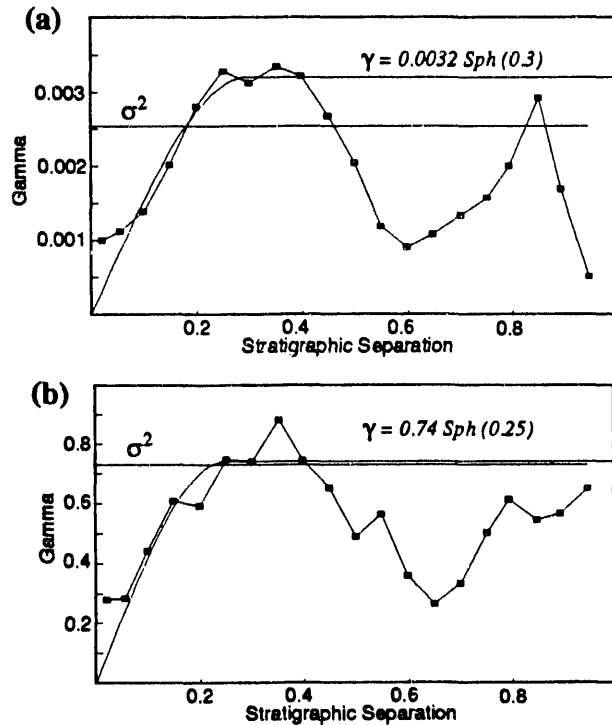 (a)
γ = 0.0032 Sph (0.3)
σ²
0.003
0.002
0.001
Gamma
0.2
0.4
0.6
0.8
Stratigraphic Separation
(b)
γ = 0.74 Sph (0.25)
σ²
0.8
0.6
0.4
0.2
Gamma
0.2
0.4
0.6
0.8
Stratigraphic Separation